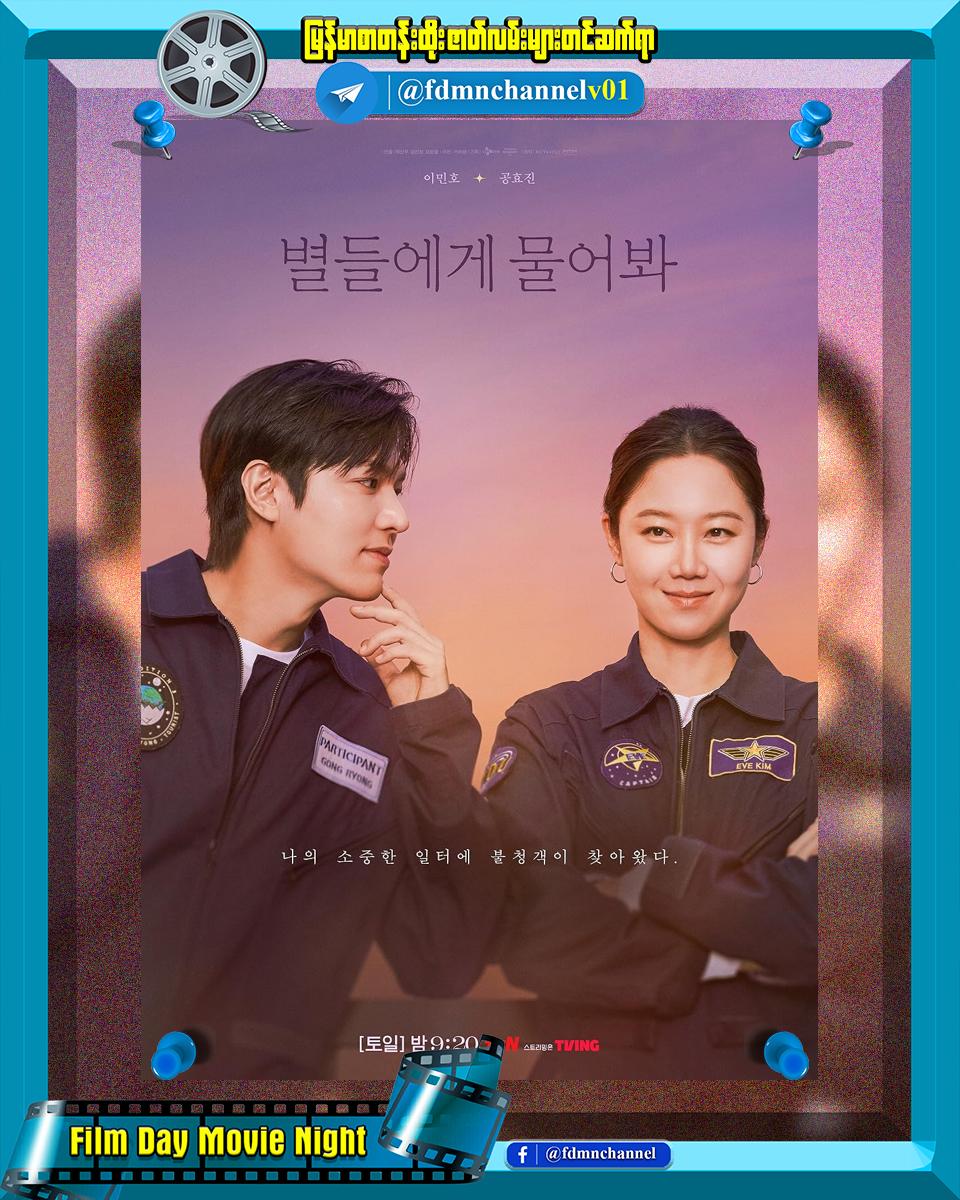 မြန်မာစာတန်းထိုးဇာတ်လမ်းများတင်ဆက်ရာ
@fdmnchannelv01
이민호 공효진
별들에게 물어봐
PARTICIPANT
GONG RYONG
CAPTAIN
EVE KIM
나의 소중한 일터에 불청객이 찾아왔다.
[토일] 밤 9:20 N 스트리밍은 TVING
Film Day Movie Night
f @fdmnchannel